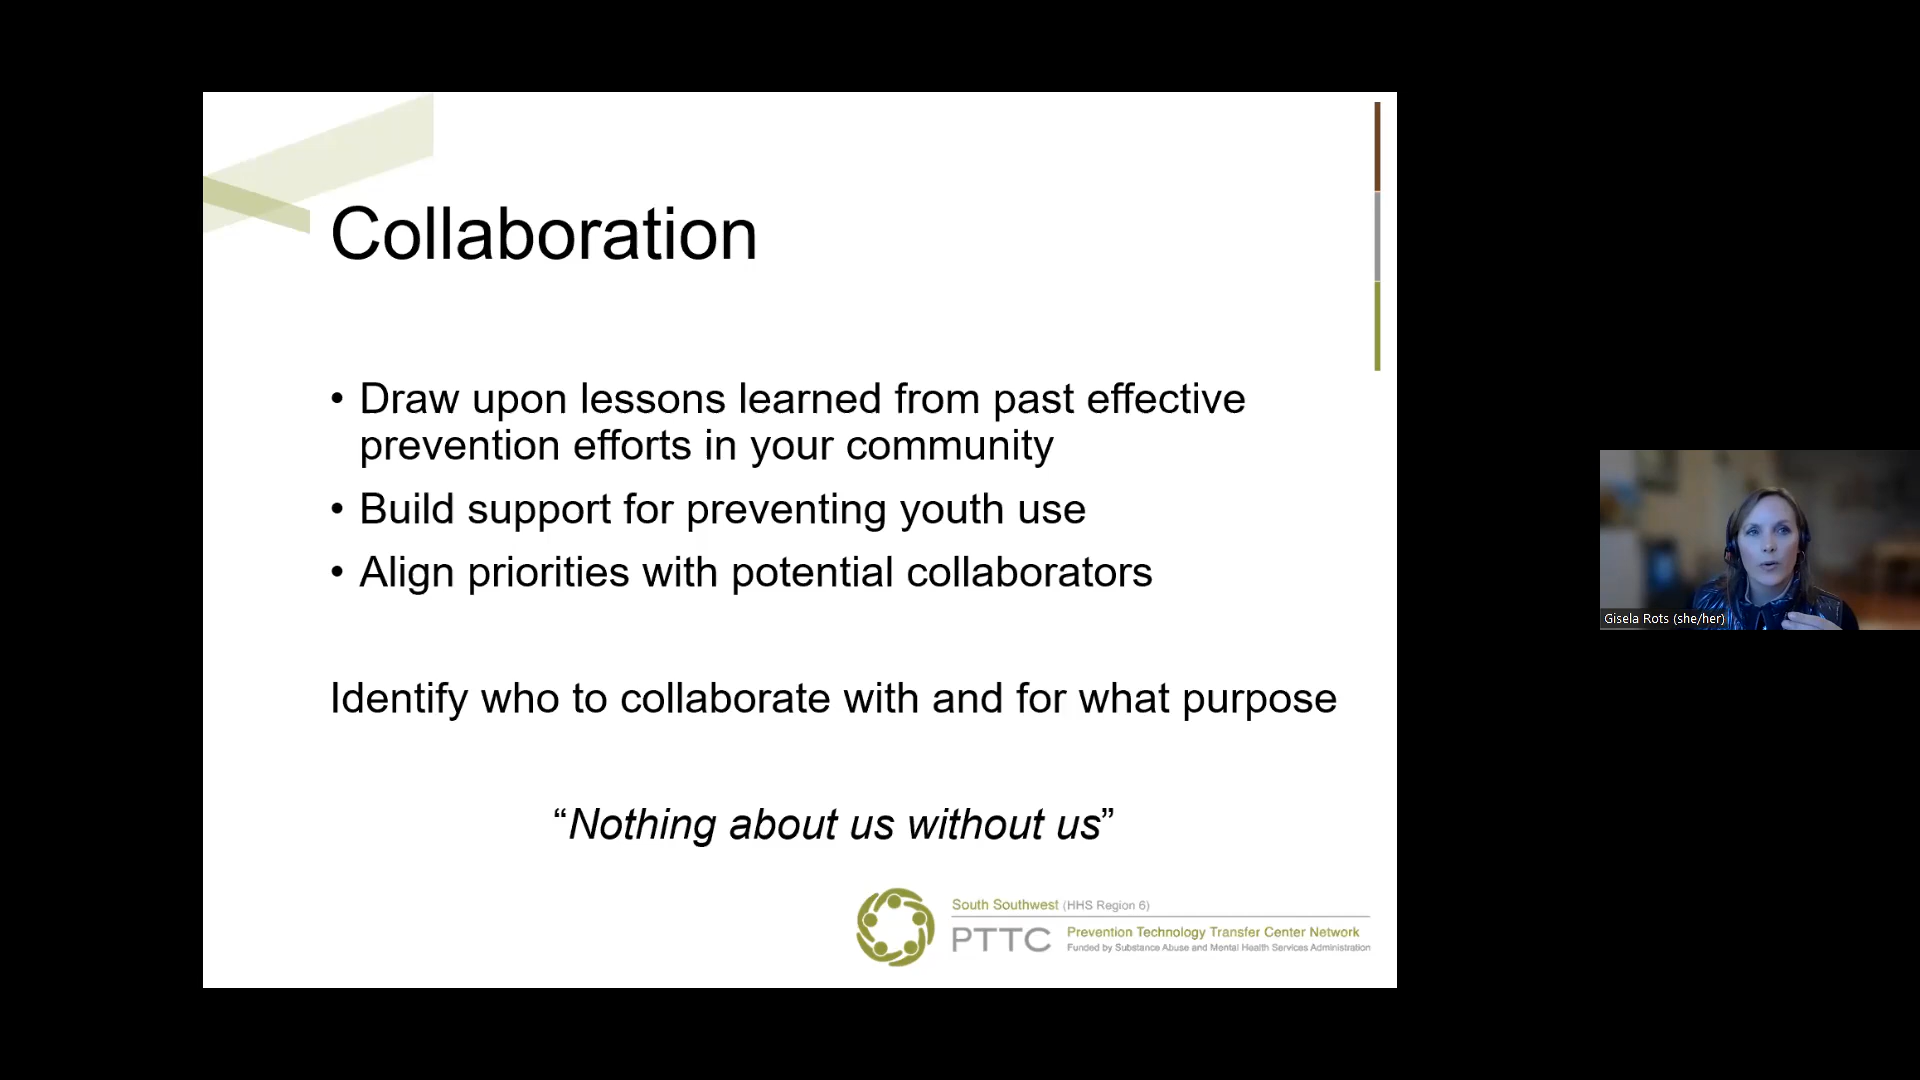 Collaboration
• Draw upon lessons learned from past effective
prevention efforts in your community
• Build support for preventing youth use
• Align priorities with potential collaborators
Identify who to collaborate with and for what purpose
“Nothing about us without us”
South Southwest (HHS Region 6)
PTTC
Prevention Technology Transfer Center Network
Funded by Substance Abuse and Mental Health Services Administration
Gisela Rots (she/her)